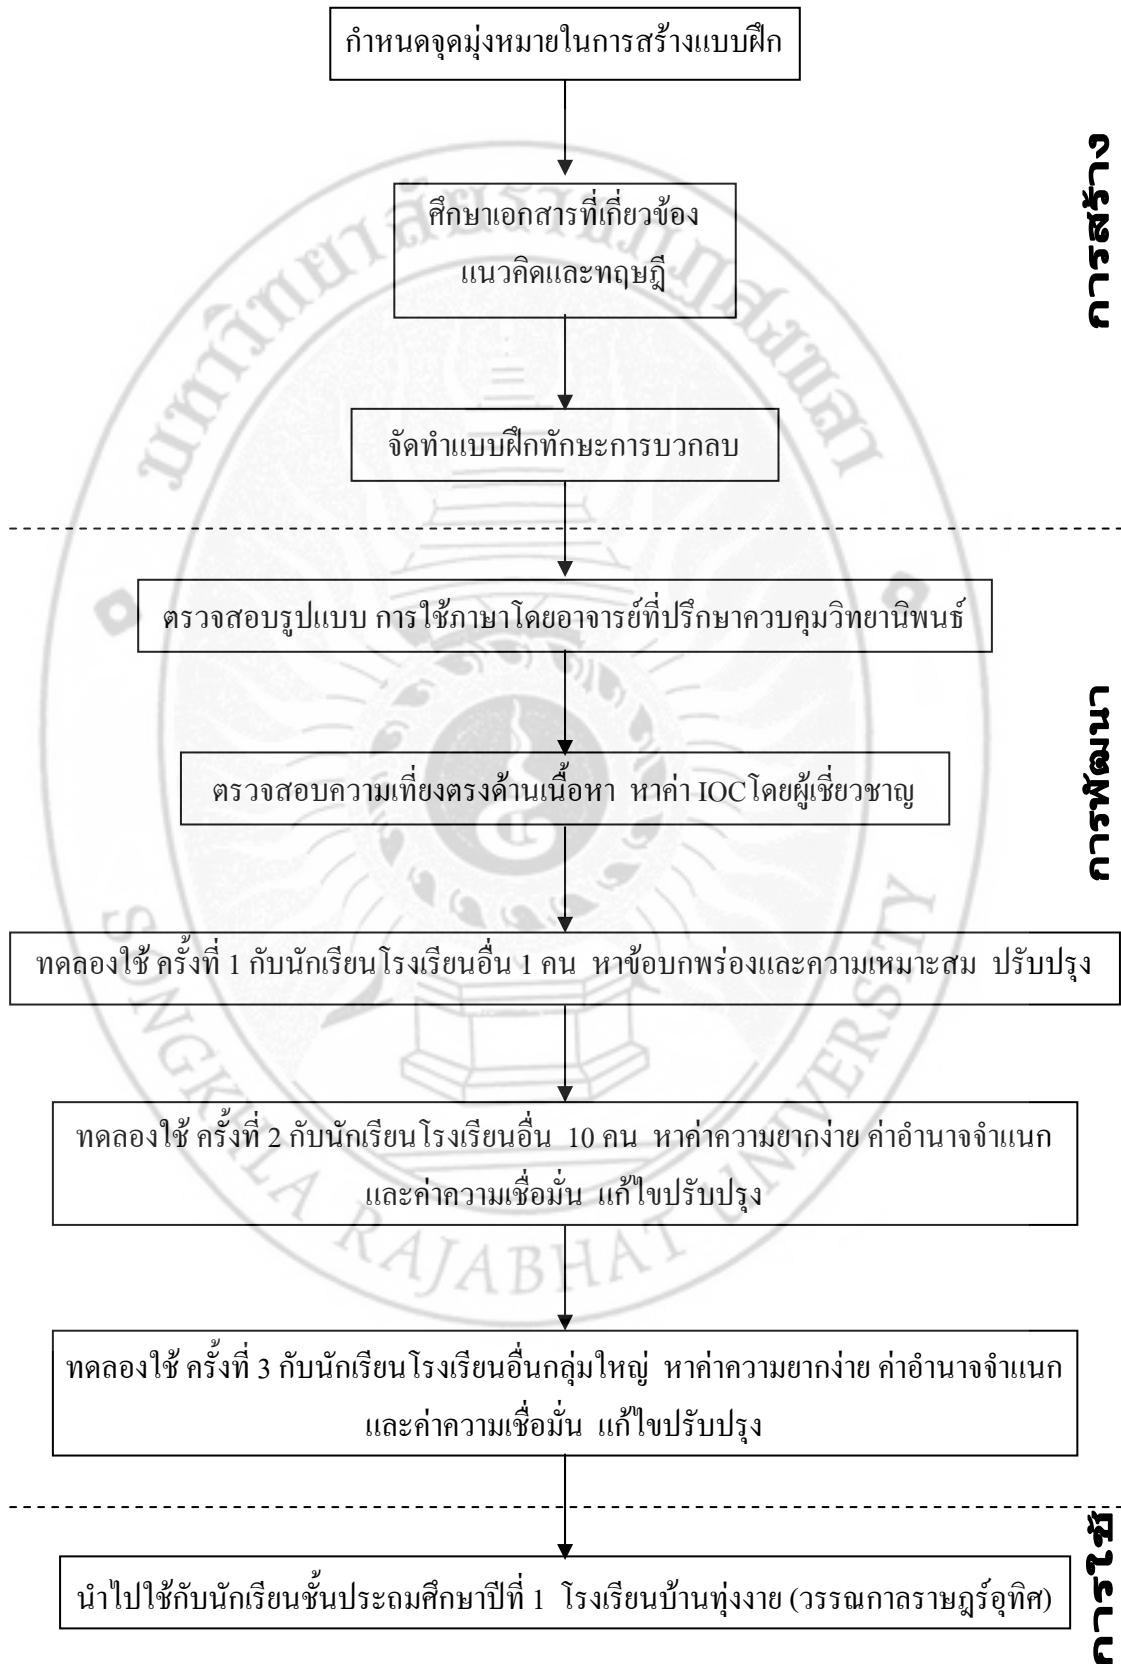 กำหนดจุดมุ่งหมายในการสร้างแบบฝึก
การสร้าง
ศึกษาเอกสารที่เกี่ยวข้อง
แนวคิดและทฤษฎี
มหาวิทยาลัยราชภัฏสงขลา
จัดทำแบบฝึกทักษะการบวกลบ
ตรวจสอบรูปแบบ การใช้ภาษาโดยอาจารย์ที่ปรึกษาควบคุมวิทยานิพนธ์
การพัฒนา
ตรวจสอบความเที่ยงตรงด้านเนื้อหา หาค่า IOC โดยผู้เชี่ยวชาญ
ทดลองใช้ ครั้งที่ 1 กับนักเรียนโรงเรียนอื่น 1 คน หาข้อบกพร่องและความเหมาะสม ปรับปรุง
ทดลองใช้ ครั้งที่ 2 กับนักเรียนโรงเรียนอื่น 10 คน หาค่าความยากง่าย ค่าอำนาจจำแนก
และค่าความเชื่อมั่น แก้ไขปรับปรุง
SONGKHLA RAJABHAT UNIVERSTY
ทดลองใช้ ครั้งที่ 3 กับนักเรียนโรงเรียนอื่นกลุ่มใหญ่ หาค่าความยากง่าย ค่าอำนาจจำแนก
และค่าความเชื่อมั่น แก้ไขปรับปรุง
การใช้
นำไปใช้กับนักเรียนชั้นประถมศึกษาปีที่ 1 โรงเรียนบ้านทุ่งงาย (วรรณกาลราษฎร์อุทิศ)